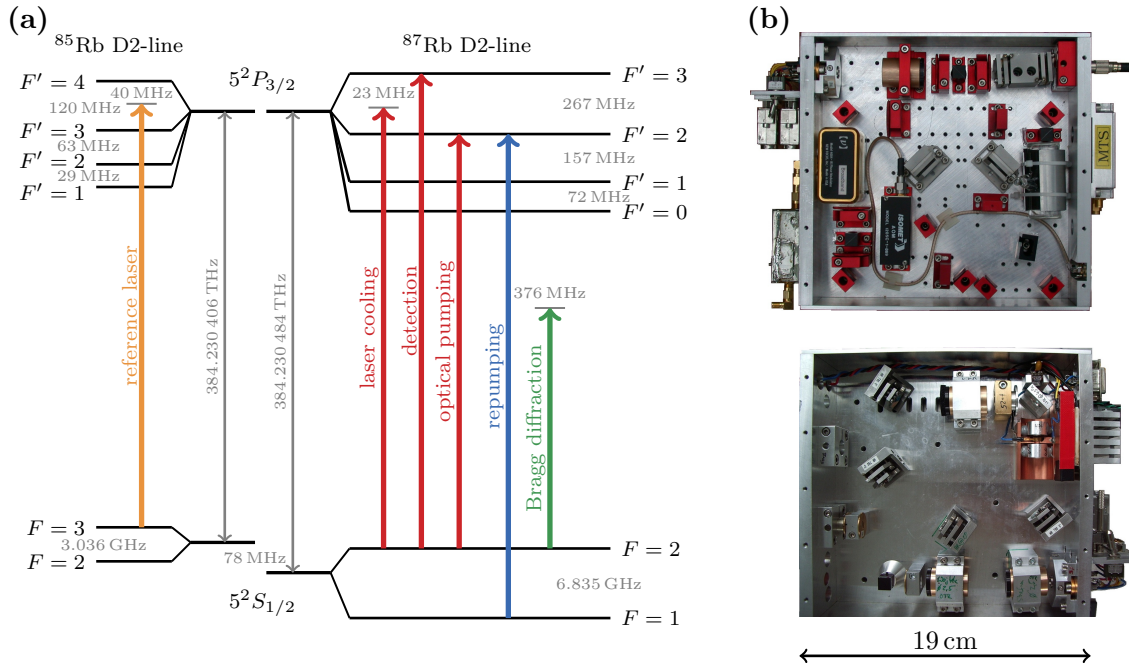 (a)
(b)
⁸⁵Rb D2-line
⁸⁷Rb D2-line
F′ = 4
F′ = 3
F′ = 2
F′ = 1
40 MHz
120 MHz
63 MHz
29 MHz
5²P₃/₂
F′ = 3
F′ = 2
F′ = 1
F′ = 0
23 MHz
267 MHz
157 MHz
72 MHz
reference laser
384.230 406 THz
384.230 484 THz
laser cooling
detection
optical pumping
repumping
376 MHz
Bragg diffraction
F = 3
F = 2
3.036 GHz
78 MHz
5²S₁/₂
F = 2
F = 1
6.835 GHz
MTS
ISOMET
AOM
19 cm